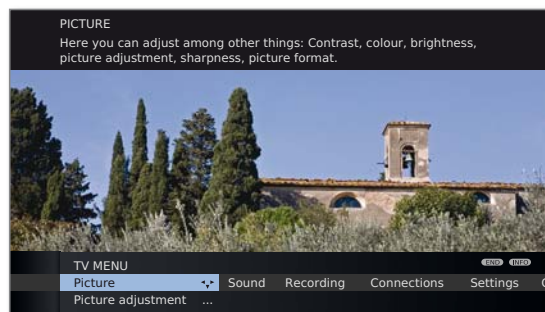 PICTURE
Here you can adjust among other things: Contrast, colour, brightness,
picture adjustment, sharpness, picture format.
TV MENU END INFO
Picture Sound Recording Connections Settings
Picture adjustment ...